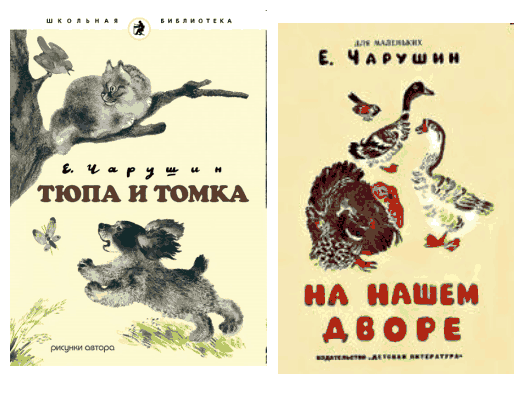 ШКОЛЬНАЯ БИБЛИОТЕКА
Е. Чарушин
ТЮПА И ТОМКА
рисунки автора
ДЛЯ МАЛЕНЬКИХ
Е. ЧАРУШИН
НА НАШЕМ
ДВОРЕ
ИЗДАТЕЛЬСТВО „ДЕТСКАЯ ЛИТЕРАТУРА“